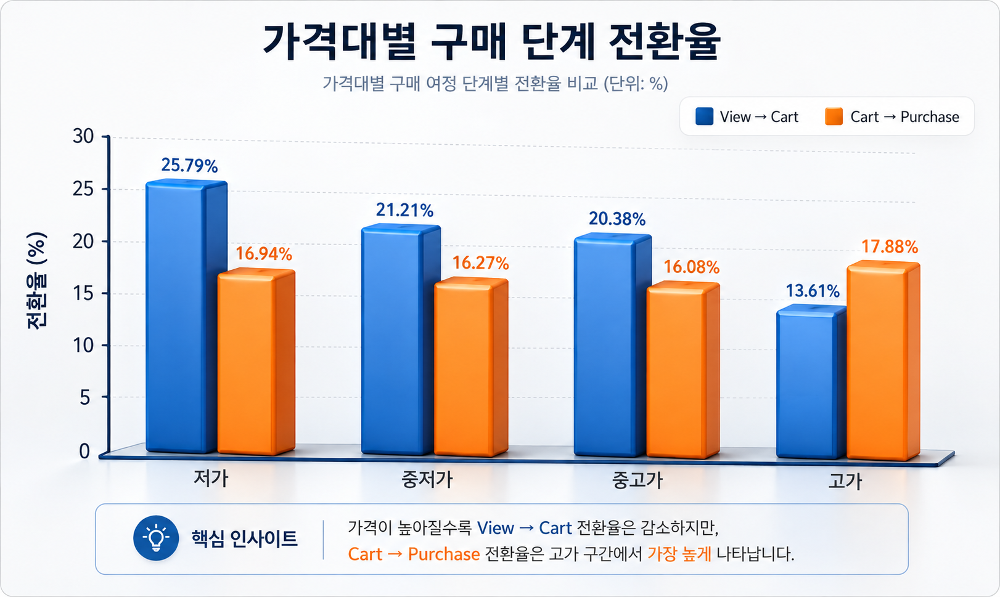 가격대별 구매 단계 전환율
가격대별 구매 여정 단계별 전환율 비교 (단위: %)
View → Cart
Cart → Purchase
전환율 (%)
30
25
20
15
10
5
0
25.79%
16.94%
21.21%
16.27%
20.38%
16.08%
13.61%
17.88%
저가
중저가
중고가
고가
핵심 인사이트
가격이 높아질수록 View → Cart 전환율은 감소하지만,
Cart → Purchase 전환율은 고가 구간에서 가장 높게 나타납니다.